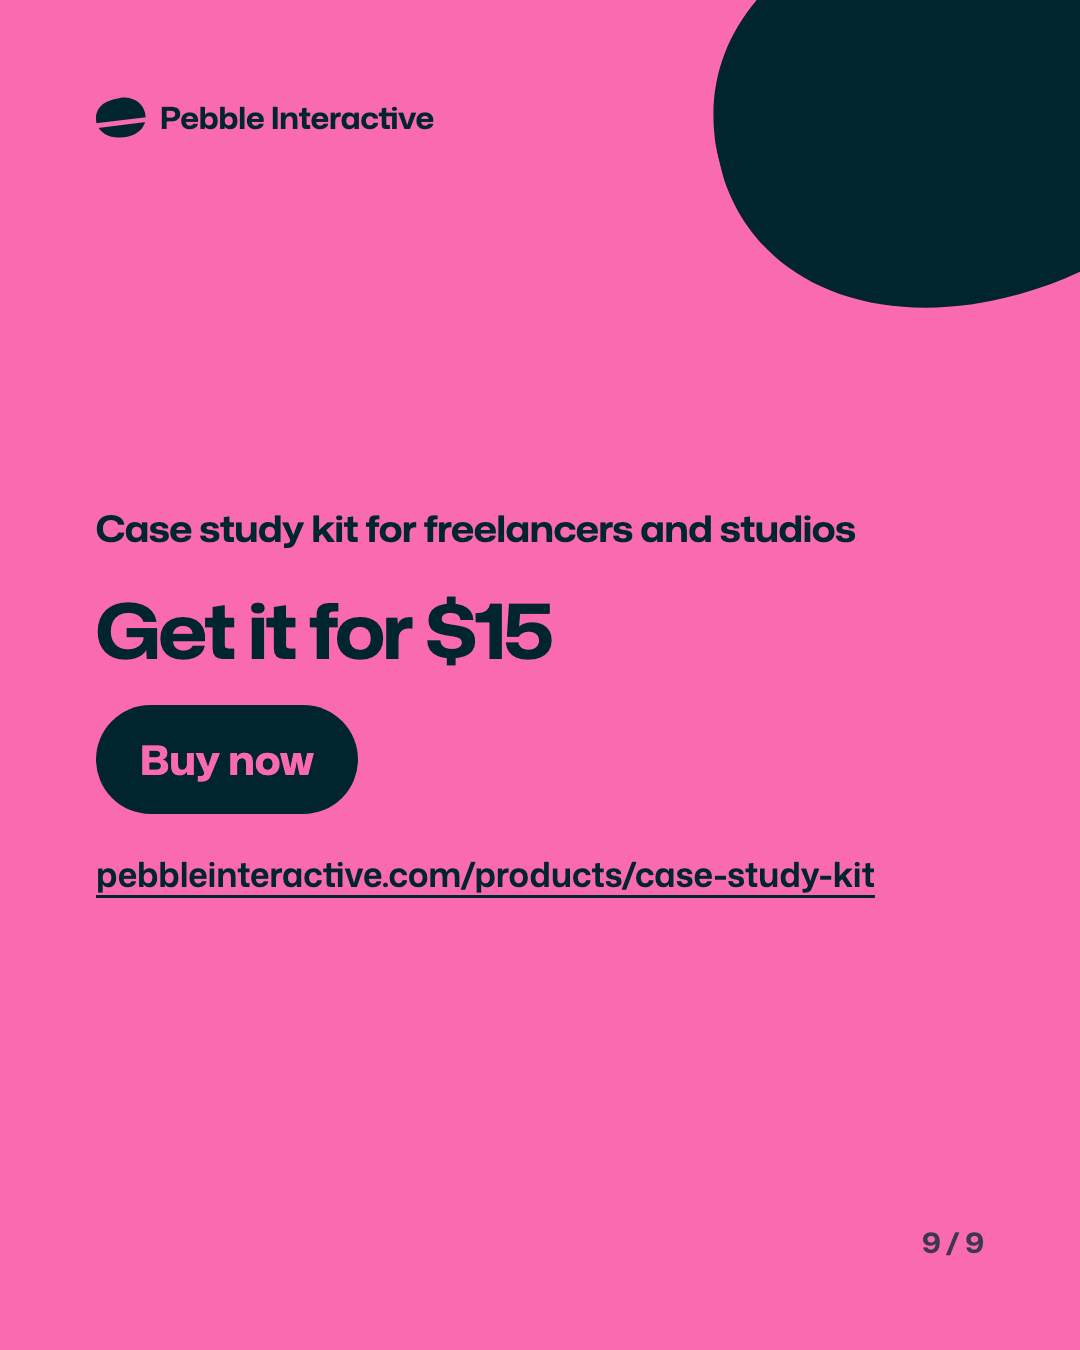 Pebble Interactive
Case study kit for freelancers and studios
Get it for $15
Buy now
pebbleinteractive.com/products/case-study-kit
9 / 9